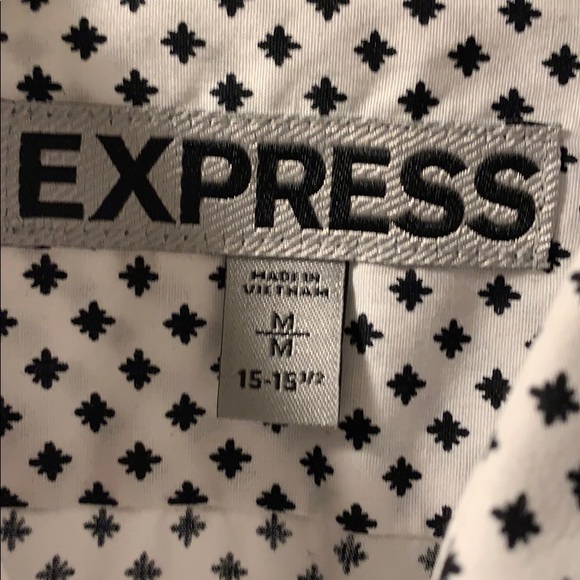 EXPRESS
MADE IN
VIETNAM
M
M
15-15 1/2